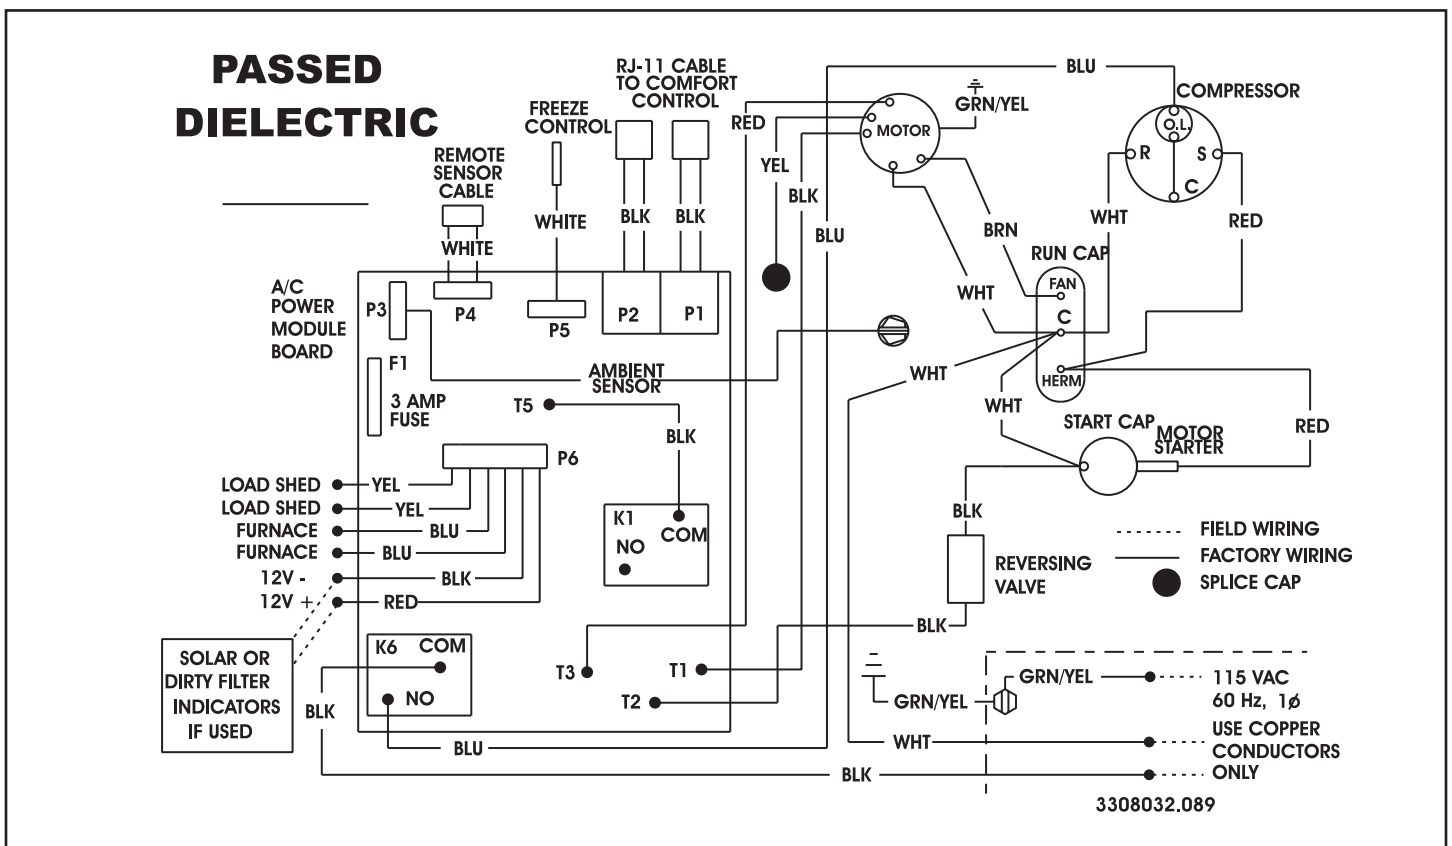 PASSED
DIELECTRIC
RJ-11 CABLE
TO COMFORT
CONTROL
FREEZE
CONTROL
REMOTE
SENSOR
CABLE
WHITE
WHITE
BLK
BLK
RED
YEL
BLK
BLU
BLU
MOTOR
GRN/YEL
COMPRESSOR
O.L.
R
S
C
WHT
RED
BRN
WHT
RUN CAP
FAN
C
HERM
A/C
POWER
MODULE
BOARD
P3
P4
P5
P2
P1
F1
3 AMP
FUSE
AMBIENT
SENSOR
T5
BLK
WHT
WHT
START CAP
MOTOR
STARTER
RED
P6
LOAD SHED
YEL
LOAD SHED
YEL
FURNACE
BLU
FURNACE
BLU
12V -
BLK
12V +
RED
K1
COM
NO
BLK
REVERSING
VALVE
BLK
FIELD WIRING
FACTORY WIRING
SPLICE CAP
SOLAR OR
DIRTY FILTER
INDICATORS
IF USED
K6
COM
NO
BLK
BLU
T3
T1
T2
GRN/YEL
GRN/YEL
115 VAC
60 Hz, 1ø
WHT
USE COPPER
CONDUCTORS
ONLY
BLK
3308032.089